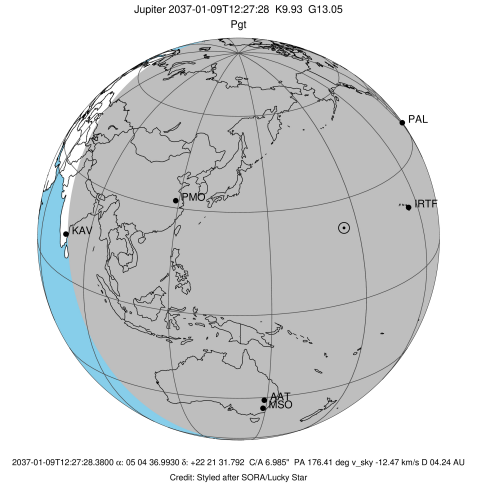 Jupiter 2037-01-09T12:27:28 K9.93 G13.05
Pgt
PAL
PMO
IRTF
KAV
AAT
MSO
2037-01-09T12:27:28.3800 α: 05 04 36.9930 δ: +22 21 31.792 C/A 6.985" PA 176.41 deg v_sky -12.47 km/s D 04.24 AU
Credit: Styled after SORA/Lucky Star